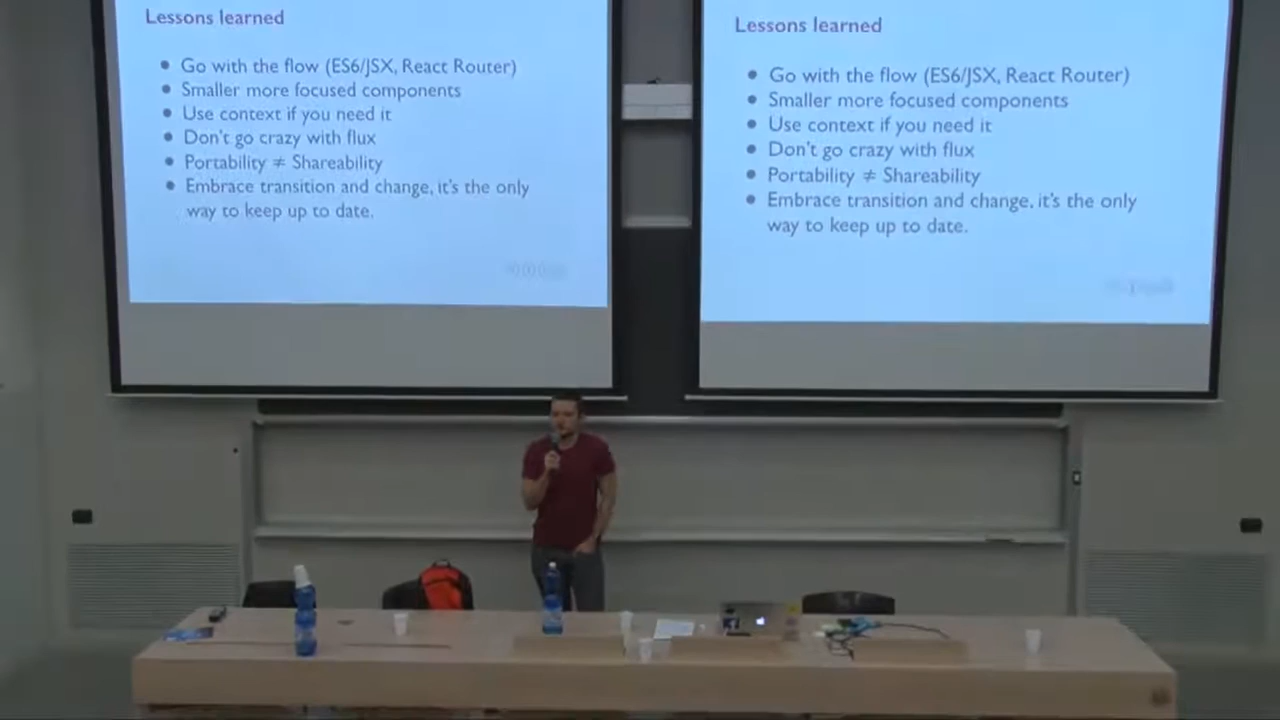 Lessons learned
• Go with the flow (ES6/JSX, React Router)
• Smaller more focused components
• Use context if you need it
• Don't go crazy with flux
• Portability ≠ Shareability
• Embrace transition and change, it's the only
way to keep up to date.
Lessons learned
• Go with the flow (ES6/JSX, React Router)
• Smaller more focused components
• Use context if you need it
• Don't go crazy with flux
• Portability ≠ Shareability
• Embrace transition and change, it's the only
way to keep up to date.